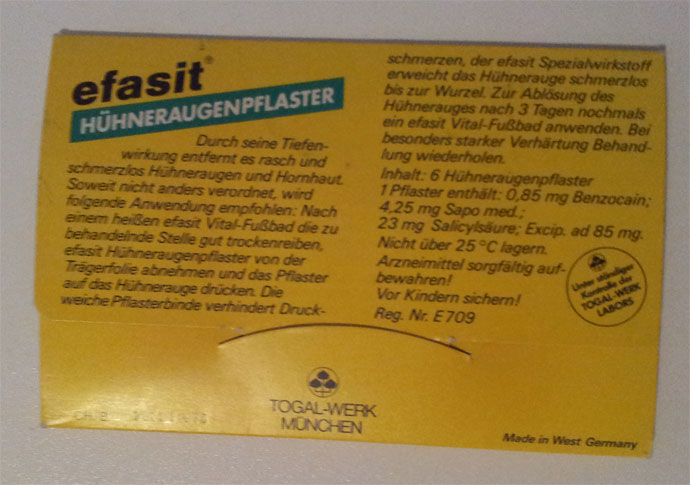 efasit®
HÜHNERAUGENPFLASTER
Durch seine Tiefen-
wirkung entfernt es rasch und
schmerzlos Hühneraugen und Hornhaut.
Soweit nicht anders verordnet, wird
folgende Anwendung empfohlen: Nach
einem heißen efasit Vital-Fußbad die zu
behandelnde Stelle gut trockenreiben,
efasit Hühneraugenpflaster von der
Trägerfolie abnehmen und das Pflaster
auf das Hühnerauge drücken. Die
weiche Pflasterbinde verhindert Druck-
schmerzen, der efasit Spezialwirkstoff
erweicht das Hühnerauge schmerzlos
bis zur Wurzel. Zur Ablösung des
Hühnerauges nach 3 Tagen nochmals
ein efasit Vital-Fußbad anwenden. Bei
besonders starker Verhärtung Behand-
lung wiederholen.
Inhalt: 6 Hühneraugenpflaster
1 Pflaster enthält: 0,85 mg Benzocain;
4,25 mg Sapo med.;
23 mg Salicylsäure; Excip. ad 85 mg.
Nicht über 25 °C lagern.
Arzneimittel sorgfältig auf-
bewahren!
Vor Kindern sichern!
Reg. Nr. E 709
Unter ständiger
Kontrolle der
TOGAL-WERK
LABORS
TOGAL-WERK
MÜNCHEN
CH.-B.
Made in West Germany